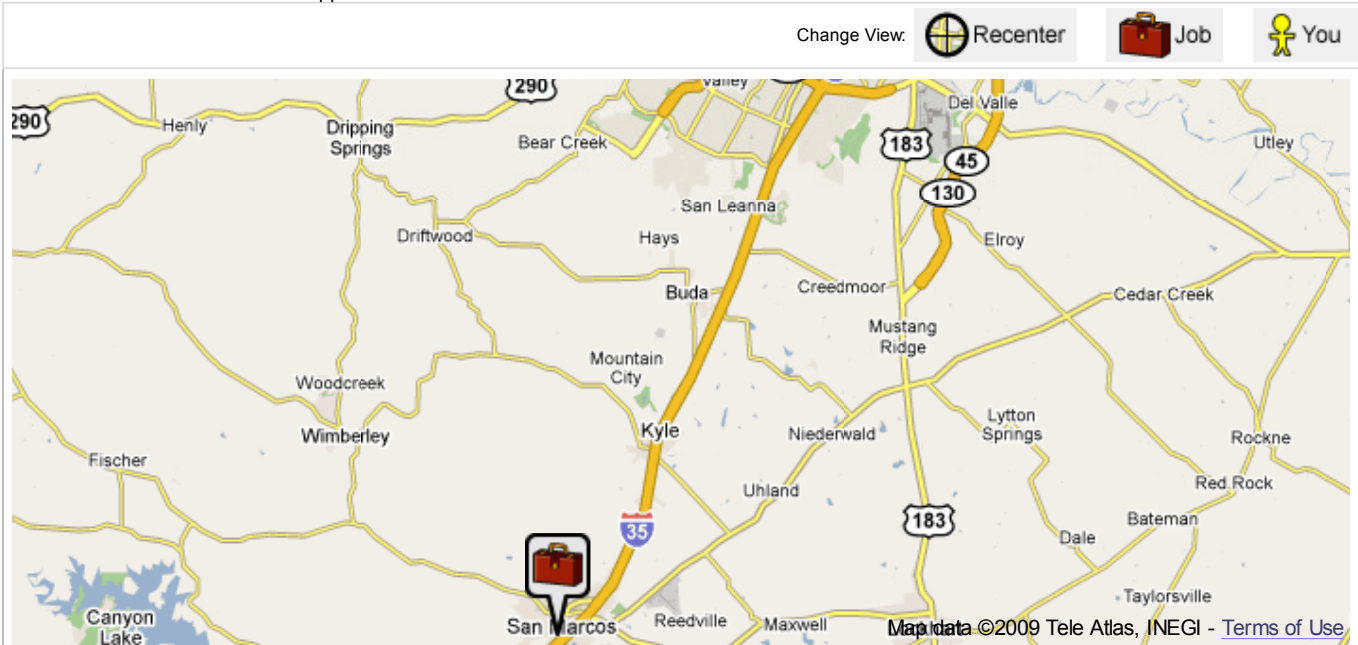 Change View: Recenter Job You
290
290
Valley
Del Valle
Henly
Dripping
Springs
Bear Creek
183
Utley
45
130
San Leanna
Driftwood
Hays
Elroy
Buda
Creedmoor
Cedar Creek
Mustang
Ridge
Mountain
City
Woodcreek
Wimberley
Kyle
Niederwald
Lytton
Springs
Rockne
Fischer
Uhland
Red Rock
35
183
Bateman
Dale
Canyon
Lake
San Marcos
Reedville
Maxwell
Taylorsville
Map data ©2009 Tele Atlas, INEGI - Terms of Use